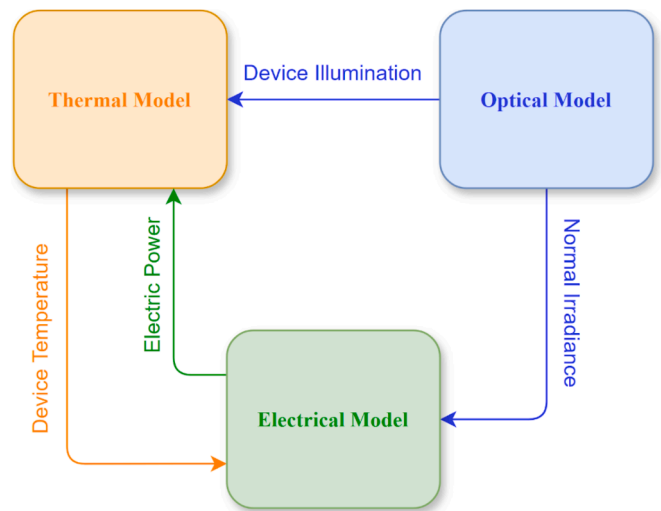 Device Illumination
Thermal Model
Optical Model
Device Temperature
Electric Power
Normal Irradiance
Electrical Model